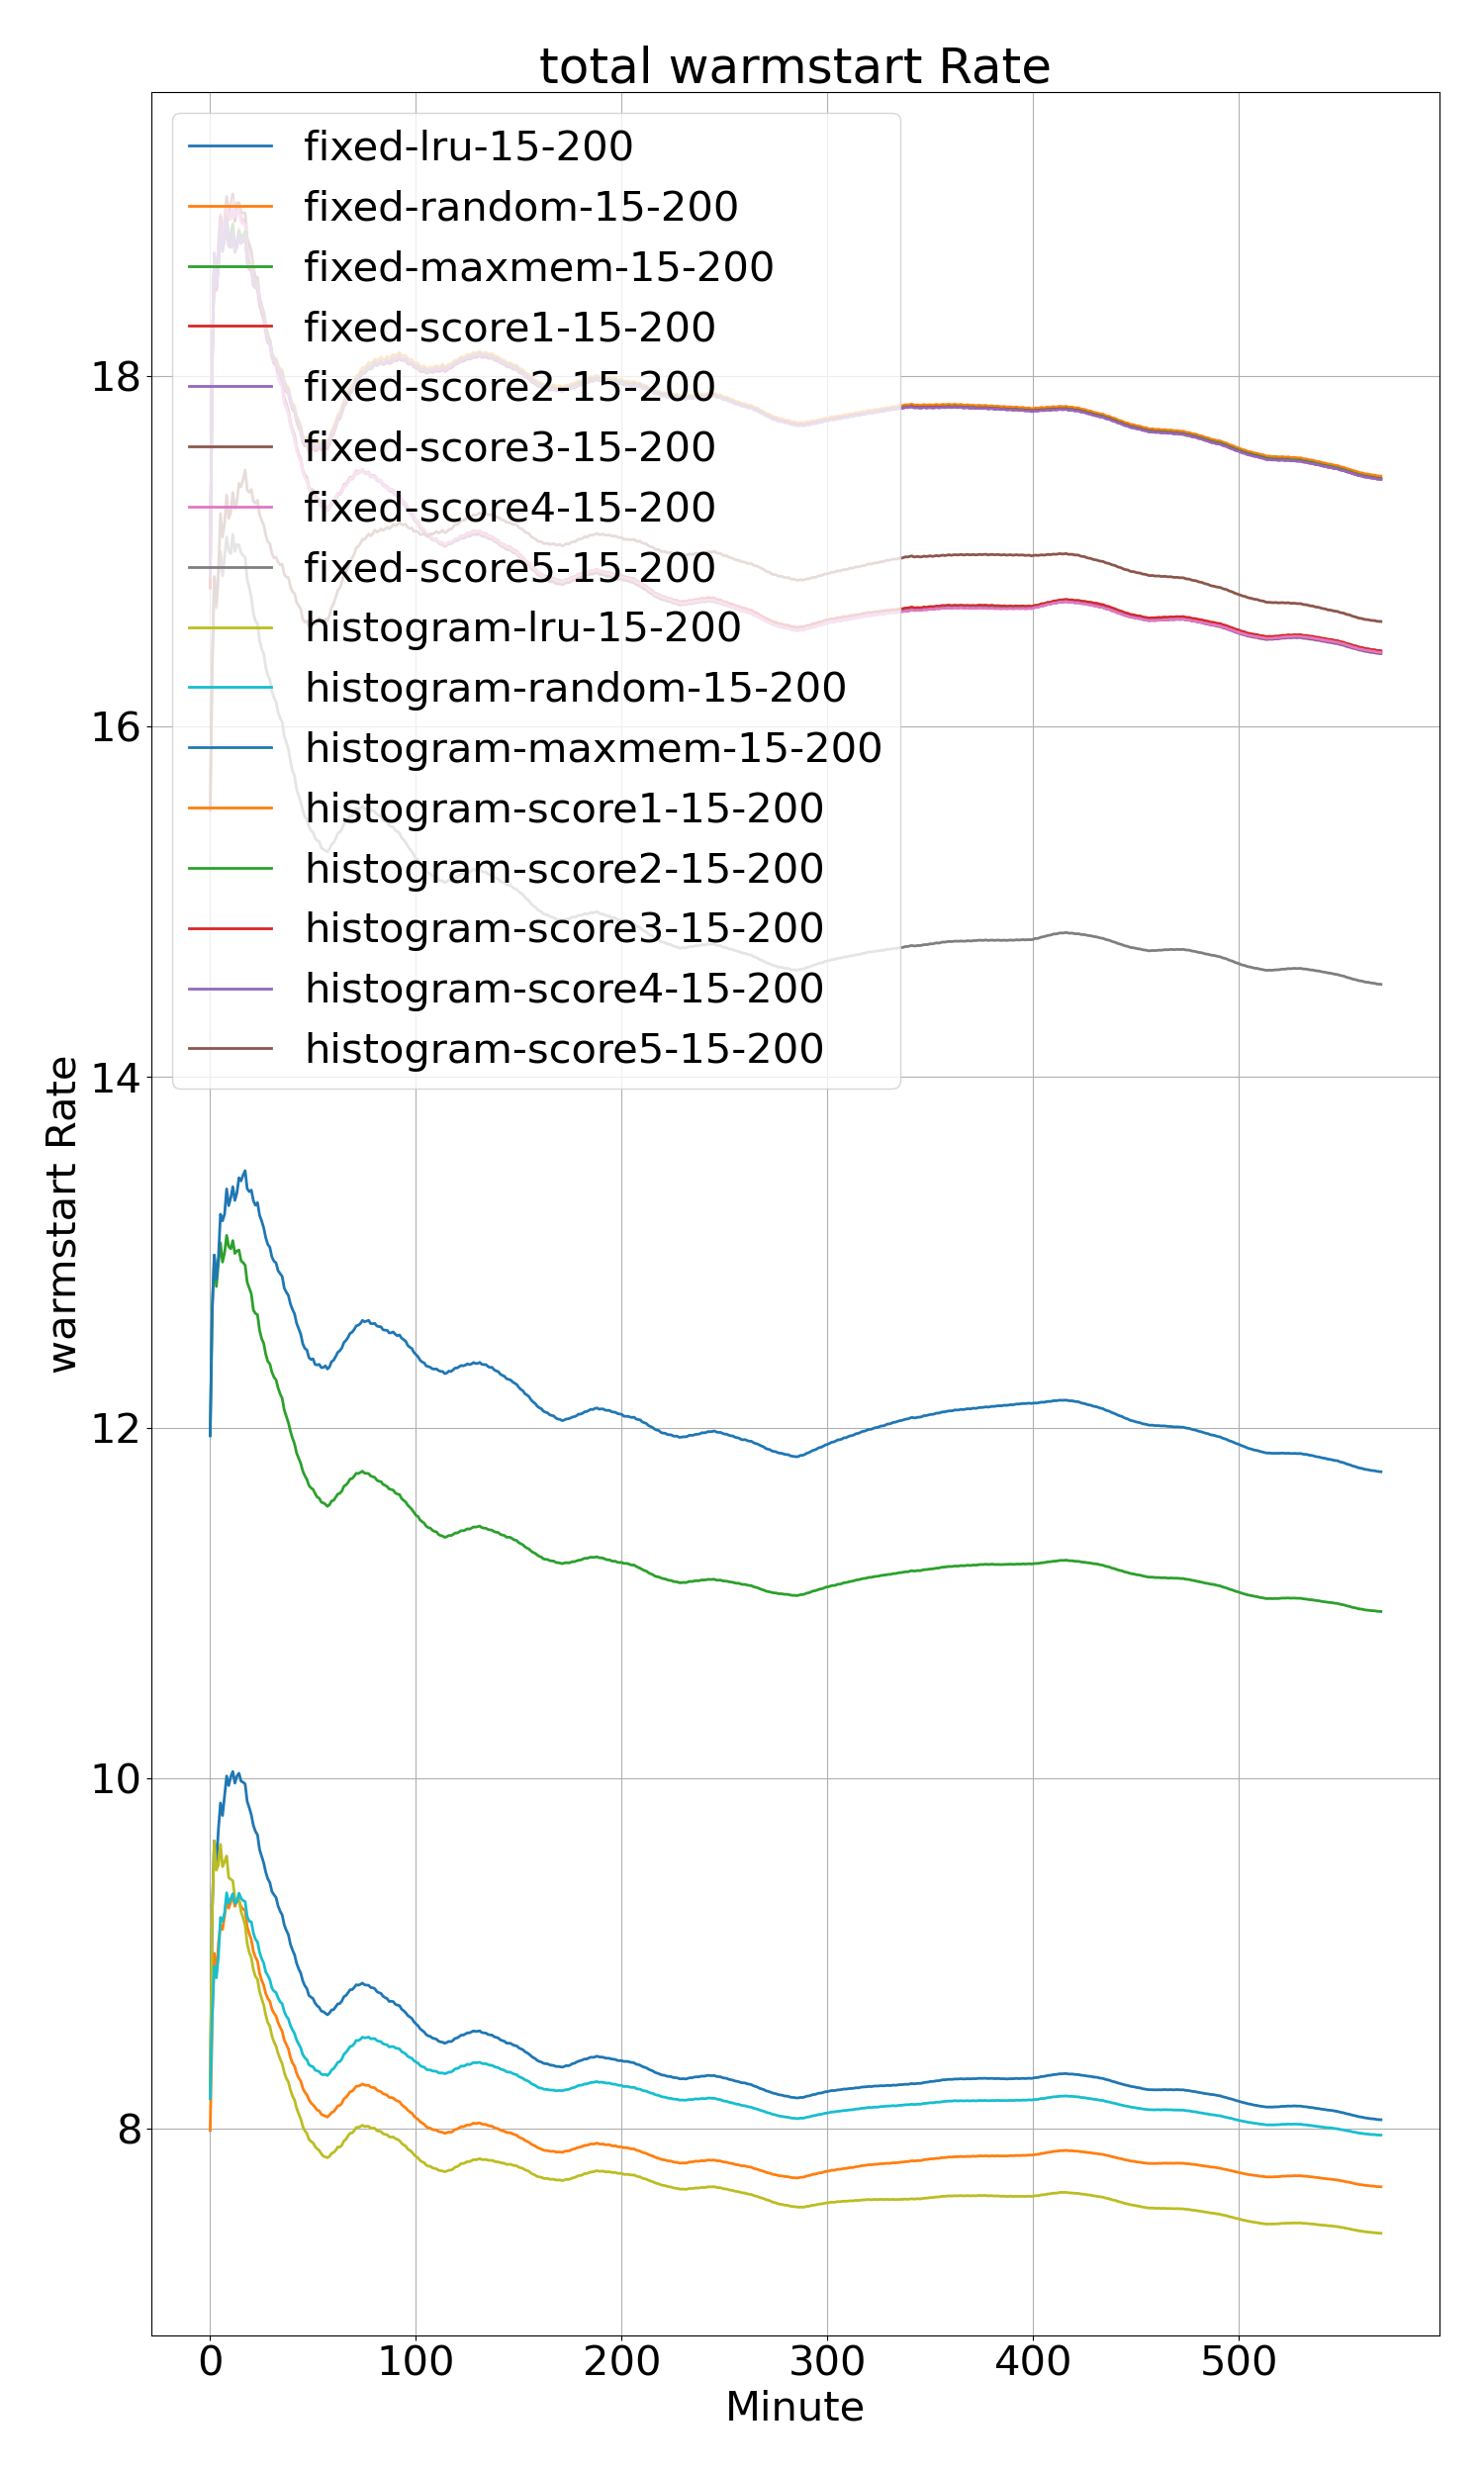 total warmstart Rate
fixed-lru-15-200
fixed-random-15-200
fixed-maxmem-15-200
fixed-score1-15-200
fixed-score2-15-200
fixed-score3-15-200
fixed-score4-15-200
fixed-score5-15-200
histogram-lru-15-200
histogram-random-15-200
histogram-maxmem-15-200
histogram-score1-15-200
histogram-score2-15-200
histogram-score3-15-200
histogram-score4-15-200
histogram-score5-15-200
18
16
14
12
10
8
warmstart Rate
0 100 200 300 400 500
Minute